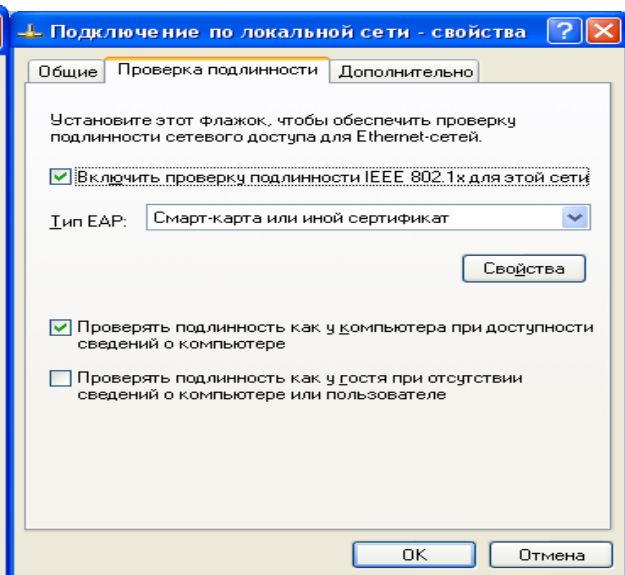 Подключение по локальной сети - свойства
Общие Проверка подлинности Дополнительно
Установите этот флажок, чтобы обеспечить проверку
подлинности сетевого доступа для Ethernet-сетей.
Включить проверку подлинности IEEE 802.1x для этой сети
Тип EAP: Смарт-карта или иной сертификат
Свойства
Проверять подлинность как у компьютера при доступности
сведений о компьютере
Проверять подлинность как у гостя при отсутствии
сведений о компьютере или пользователе
OK Отмена